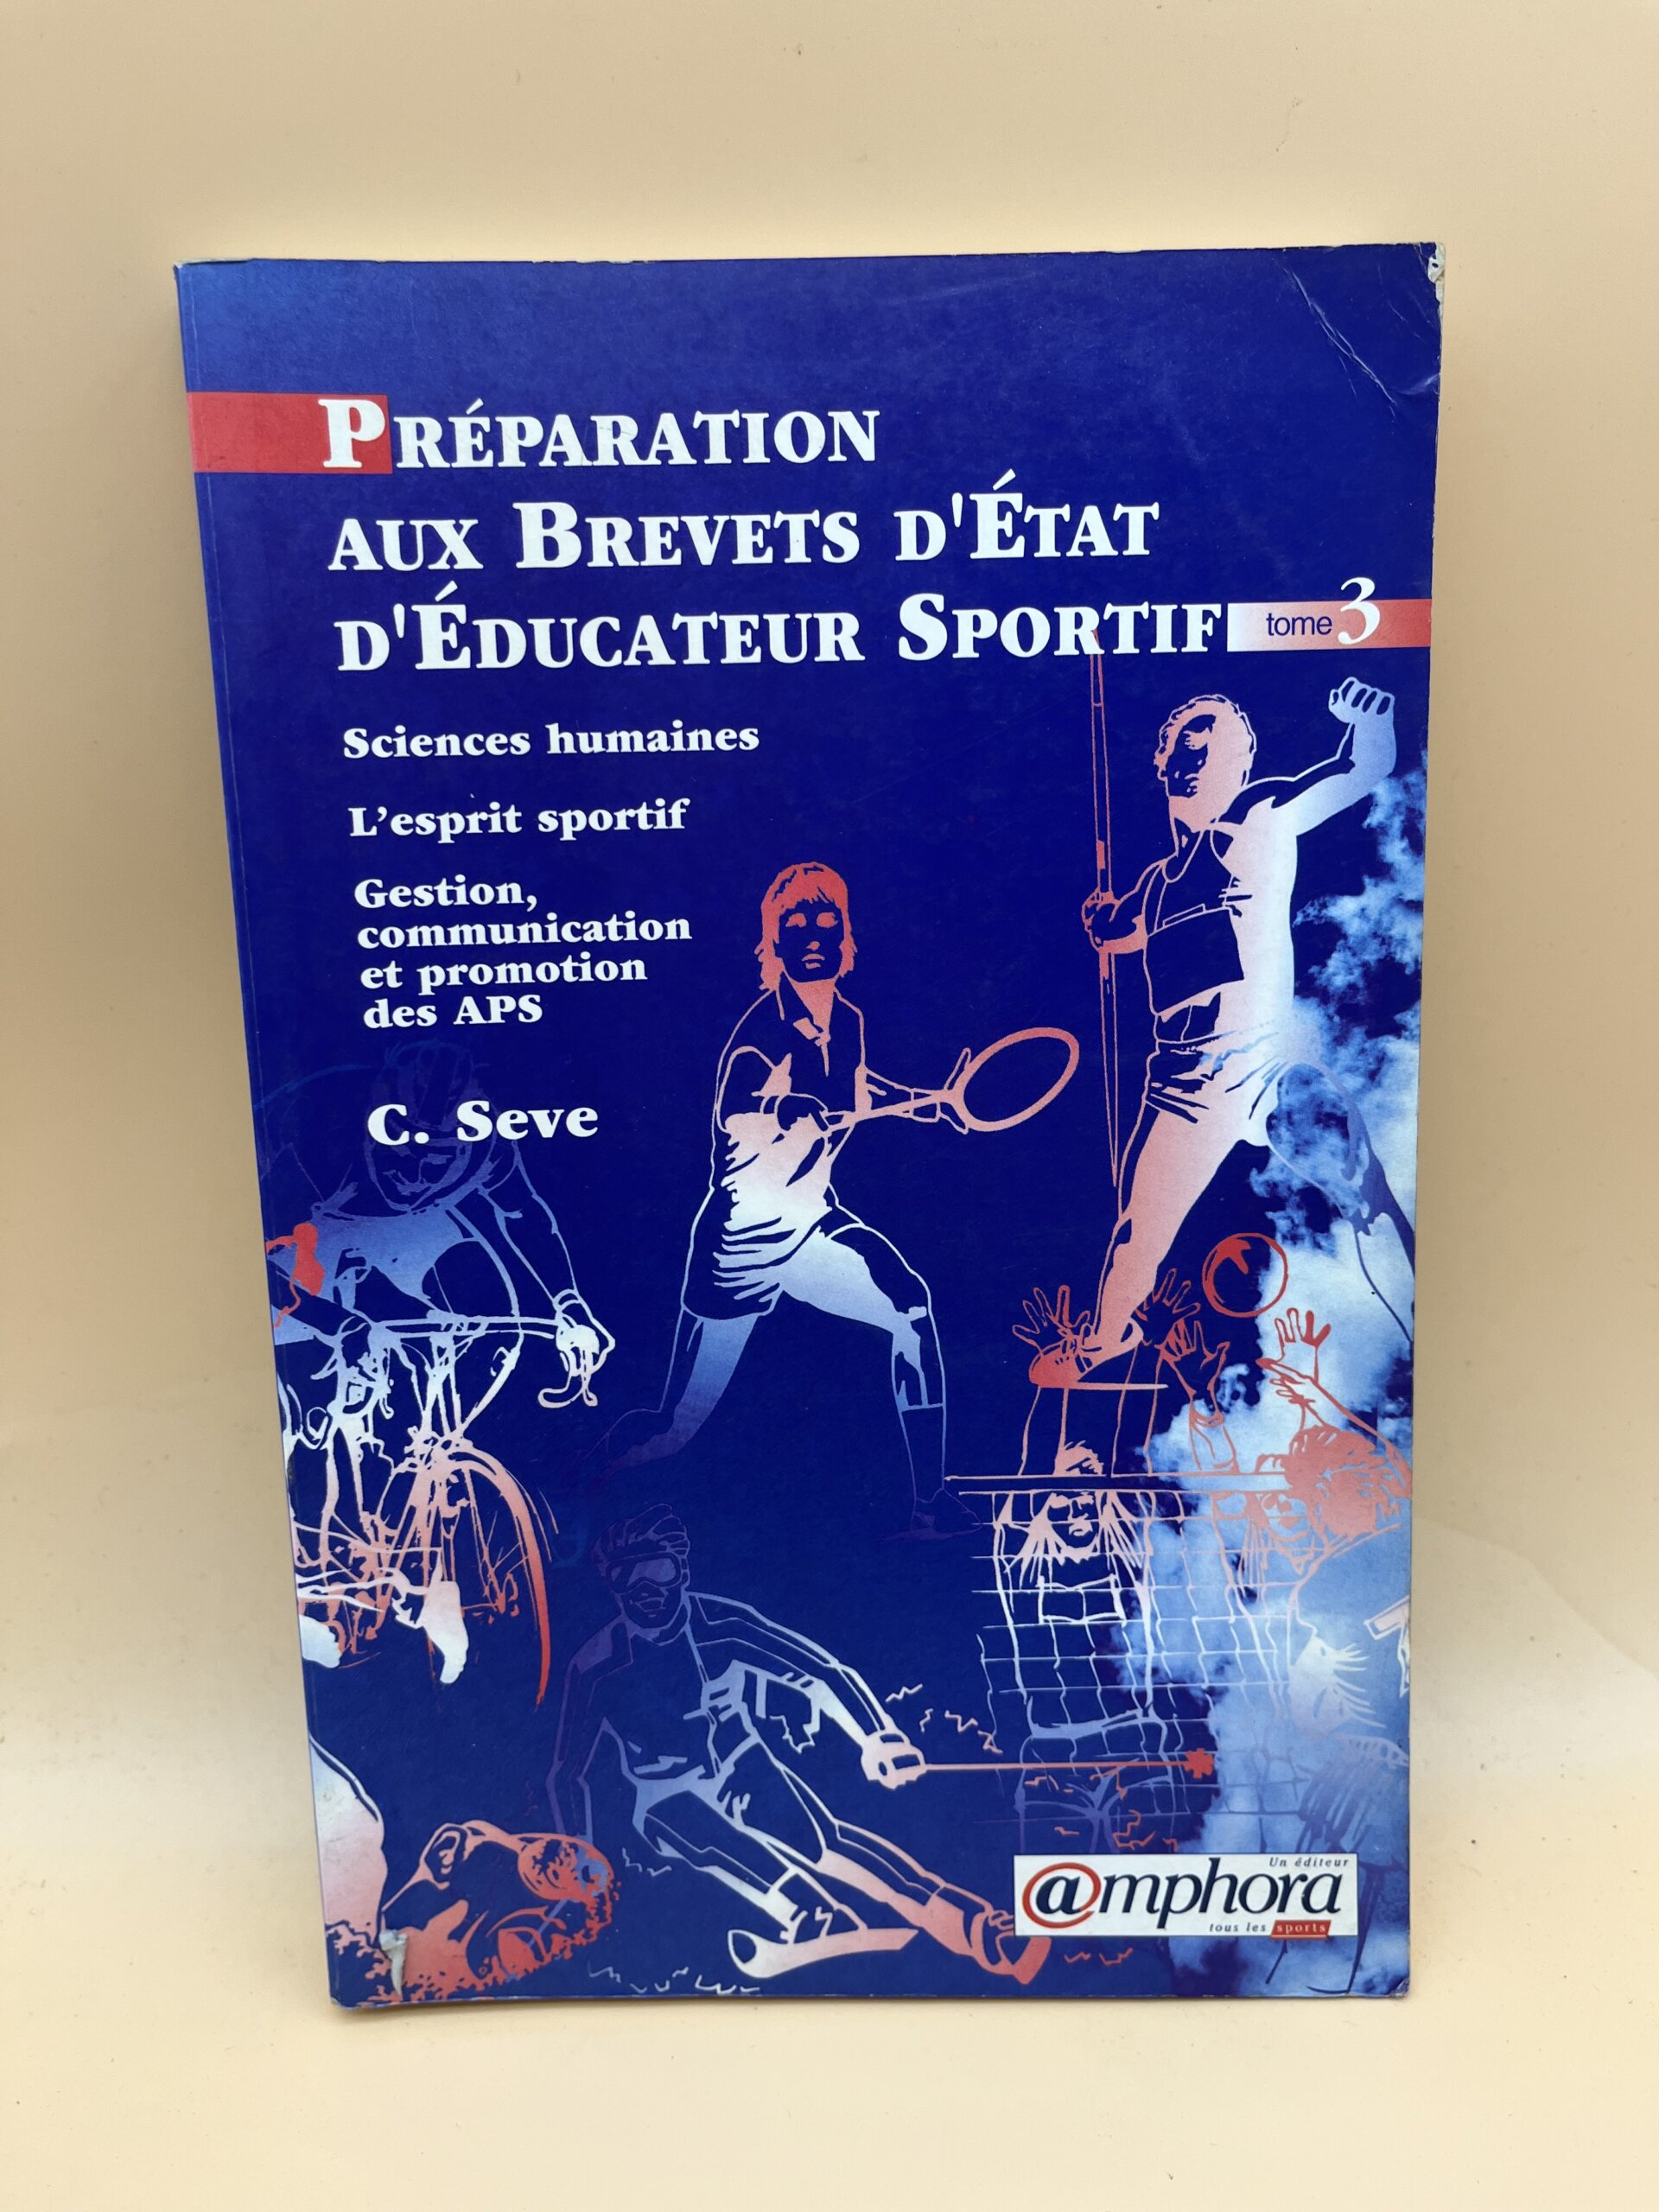 PRÉPARATION
AUX BREVETS D'ÉTAT
D'ÉDUCATEUR SPORTIF
tome 3
Sciences humaines
L'esprit sportif
Gestion,
communication
et promotion
des APS
C. Seve
Un éditeur
@mphora
tous les sports